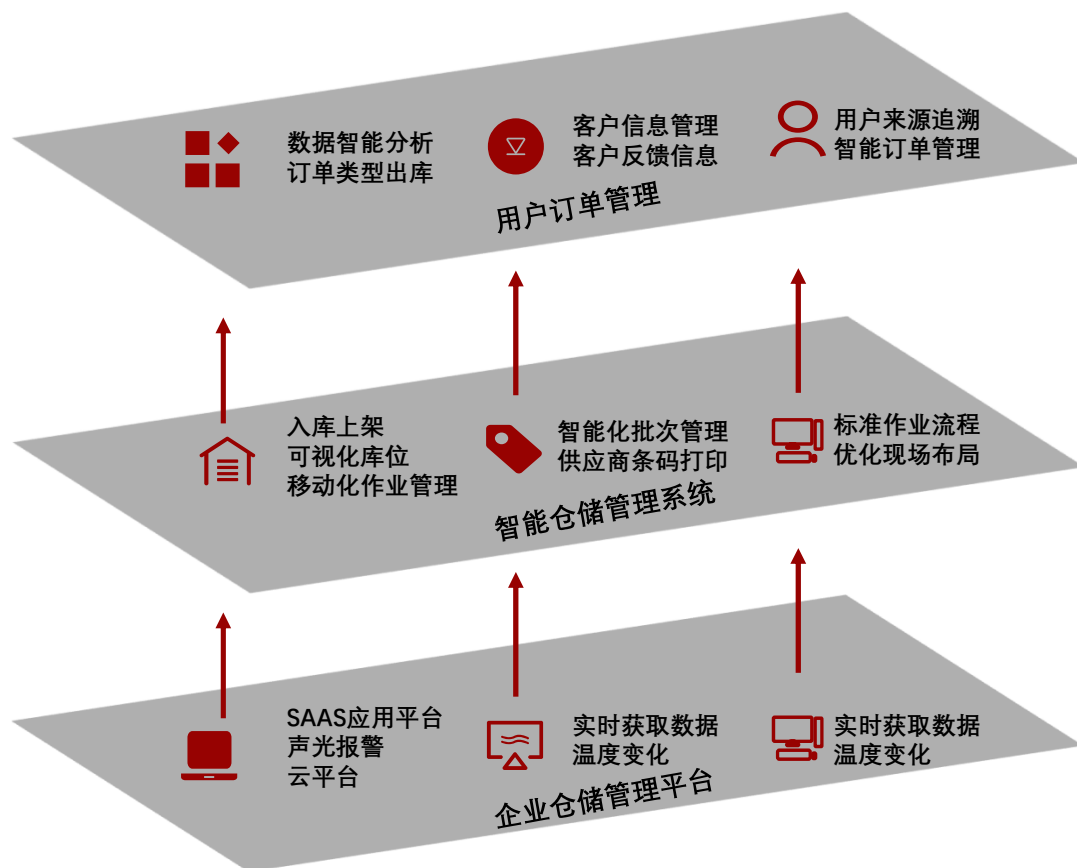 数据智能分析
订单类型出库
客户信息管理
客户反馈信息
用户来源追溯
智能订单管理
用户订单管理
入库上架
可视化库位
移动化作业管理
智能化批次管理
供应商条码打印
标准作业流程
优化现场布局
智能仓储管理系统
SAAS应用平台
声光报警
云平台
实时获取数据
温度变化
实时获取数据
温度变化
企业仓储管理平台